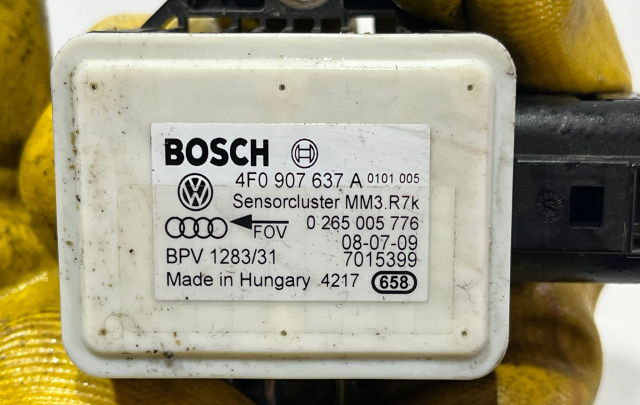 BOSCH
4F0 907 637 A 0101 005
Sensorcluster MM3.R7k
FOV 0 265 005 776
08-07-09
BPV 1283/31 7015399
Made in Hungary 4217 658